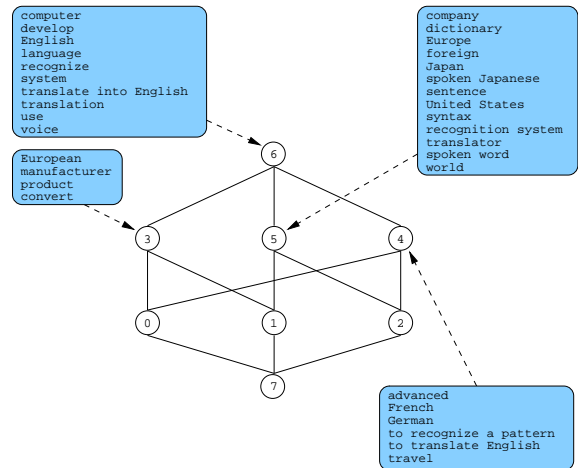 computer
develop
English
language
recognize
system
translate into English
translation
use
voice
company
dictionary
Europe
foreign
Japan
spoken Japanese
sentence
United States
syntax
recognition system
translator
spoken word
world
6
European
manufacturer
product
convert
3
5
4
0
1
2
7
advanced
French
German
to recognize a pattern
to translate English
travel